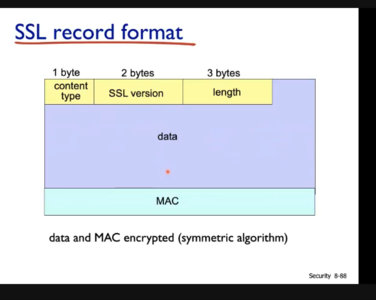 SSL record format
1 byte 2 bytes 3 bytes
content type SSL version length
data
MAC
data and MAC encrypted (symmetric algorithm)
Security 8-88